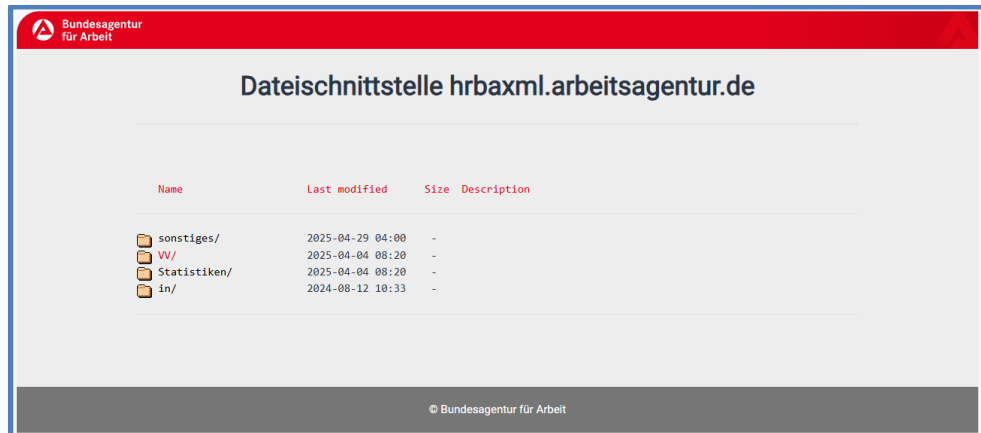 Bundesagentur
für Arbeit
Dateischnittstelle hrbaxml.arbeitsagentur.de
Name Last modified Size Description
sonstiges/ 2025-04-29 04:00 -
VV/ 2025-04-04 08:20 -
Statistiken/ 2025-04-04 08:20 -
in/ 2024-08-12 10:33 -
© Bundesagentur für Arbeit